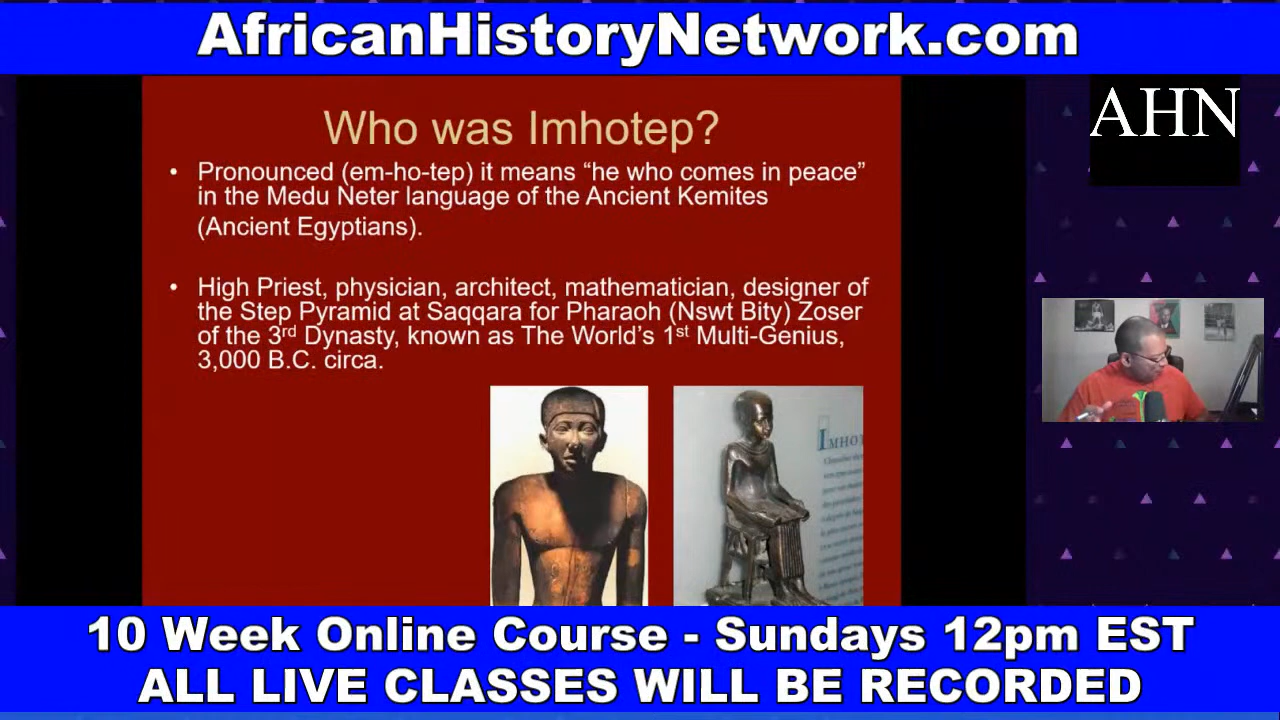 AfricanHistoryNetwork.com
AHN
Who was Imhotep?
• Pronounced (em-ho-tep) it means “he who comes in peace”
in the Medu Neter language of the Ancient Kemites
(Ancient Egyptians).
• High Priest, physician, architect, mathematician, designer of
the Step Pyramid at Saqqara for Pharaoh (Nswt Bity) Zoser
of the 3rd Dynasty, known as The World’s 1st Multi-Genius,
3,000 B.C. circa.
10 Week Online Course - Sundays 12pm EST
ALL LIVE CLASSES WILL BE RECORDED